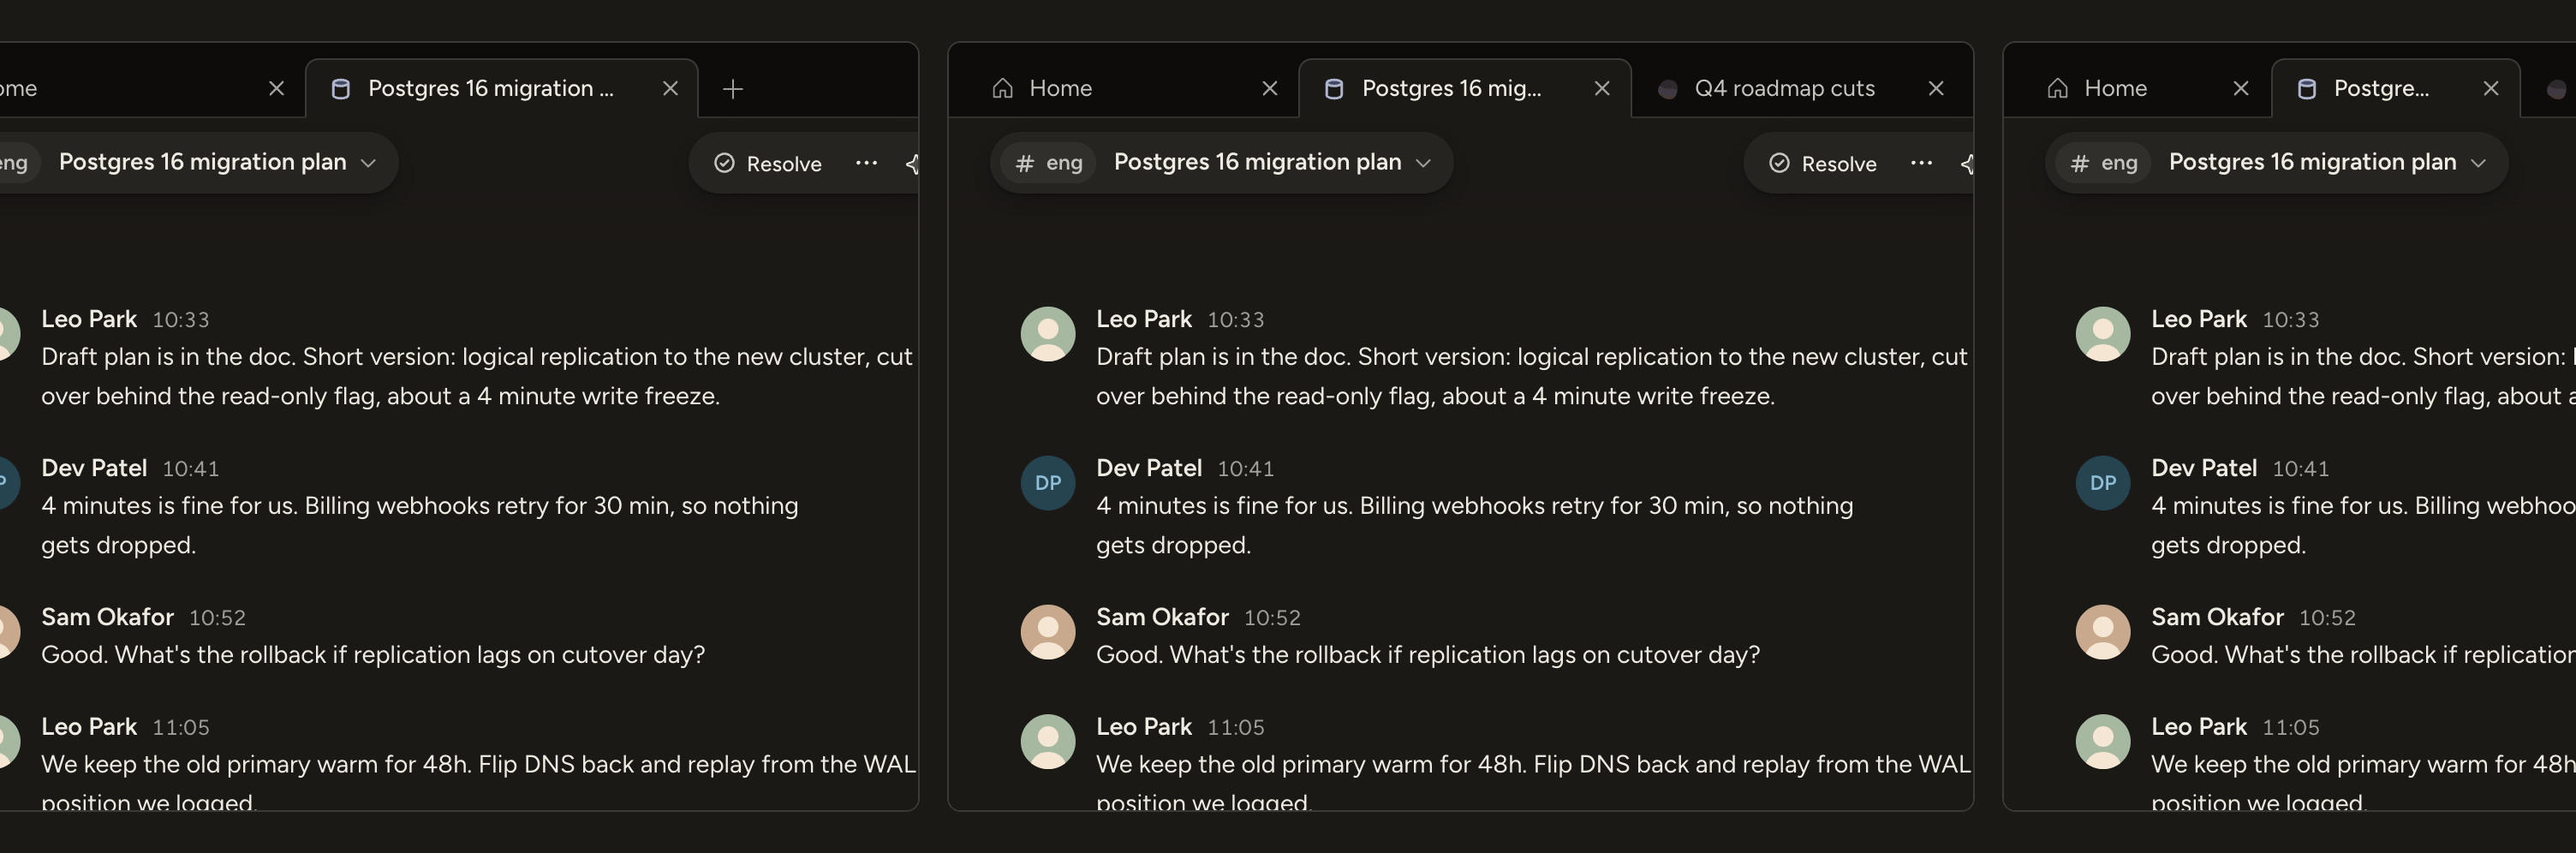 ome
Postgres 16 migration ...
eng
Postgres 16 migration plan
Resolve
Leo Park 10:33
Draft plan is in the doc. Short version: logical replication to the new cluster, cut
over behind the read-only flag, about a 4 minute write freeze.
Dev Patel 10:41
4 minutes is fine for us. Billing webhooks retry for 30 min, so nothing
gets dropped.
Sam Okafor 10:52
Good. What's the rollback if replication lags on cutover day?
Leo Park 11:05
We keep the old primary warm for 48h. Flip DNS back and replay from the WAL
position we logged.
Home
Postgres 16 mig...
Q4 roadmap cuts
# eng
Postgres 16 migration plan
Resolve
Leo Park 10:33
Draft plan is in the doc. Short version: logical replication to the new cluster, cut
over behind the read-only flag, about a 4 minute write freeze.
DP
Dev Patel 10:41
4 minutes is fine for us. Billing webhooks retry for 30 min, so nothing
gets dropped.
Sam Okafor 10:52
Good. What's the rollback if replication lags on cutover day?
Leo Park 11:05
We keep the old primary warm for 48h. Flip DNS back and replay from the WAL
position we logged.
Home
Postgre...
# eng
Postgres 16 migration plan
Leo Park 10:33
Draft plan is in the doc. Short version:
over behind the read-only flag, about a
DP
Dev Patel 10:41
4 minutes is fine for us. Billing webhoo
gets dropped.
Sam Okafor 10:52
Good. What's the rollback if replication
Leo Park 11:05
We keep the old primary warm for 48h
position we logged.